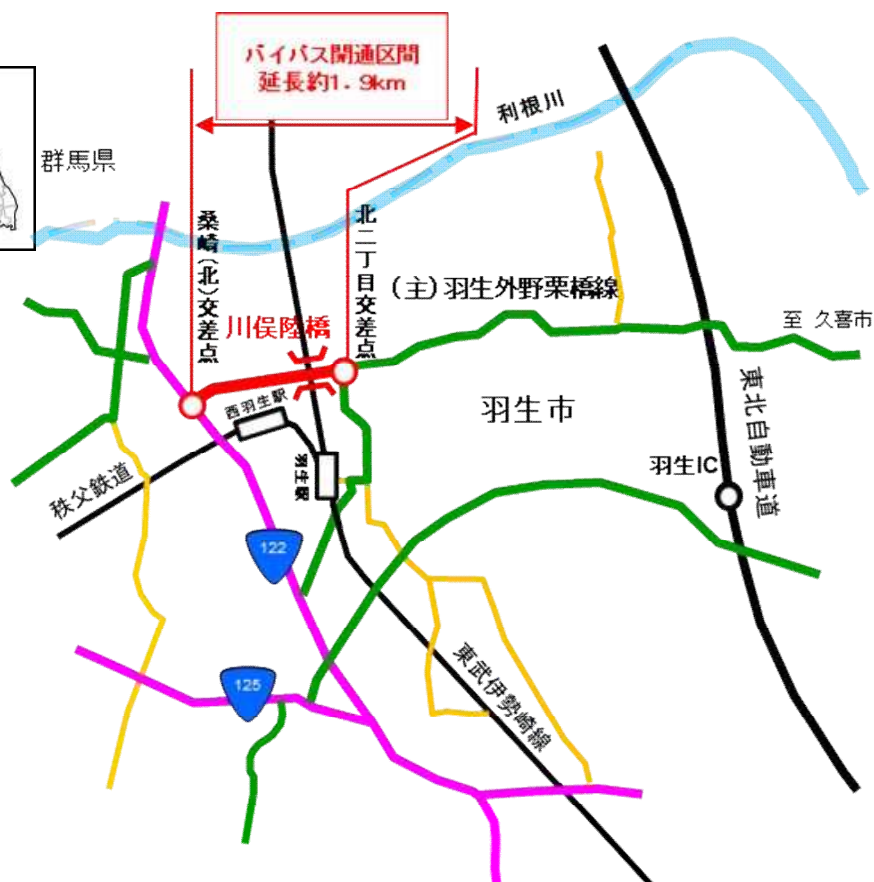 バイパス開通区間
延長約1.9km
利根川
群馬県
桑崎(北)交差点
北二丁目交差点
(主)羽生外野栗橋線
川俣陸橋
至 久喜市
西羽生駅
羽生市
東北自動車道
羽生駅
羽生IC
秩父鉄道
122
東武伊勢崎線
125